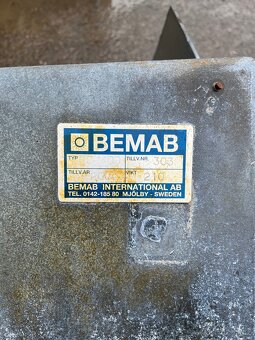 BEMAB
TYP TILLV.NR. 303
TILLV.ÅR VIKT 210
BEMAB INTERNATIONAL AB
TEL. 0142-185 80 MJÖLBY - SWEDEN